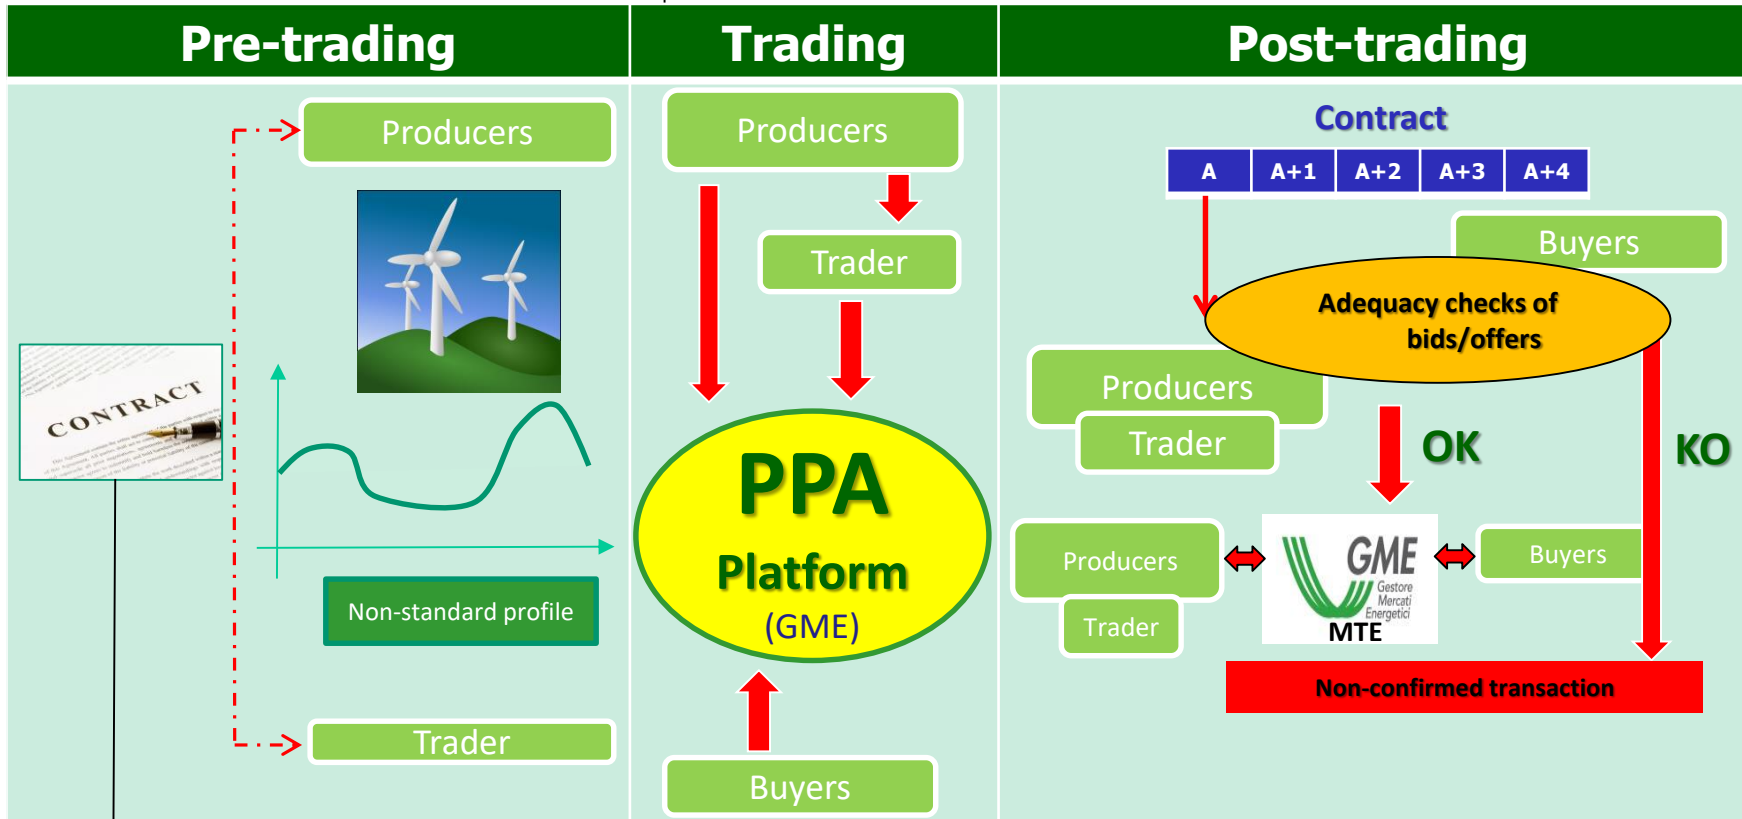 Pre-trading
Trading
Post-trading
Producers
CONTRACT
Non-standard profile
Trader
Producers
Trader
PPA
Platform
(GME)
Buyers
Contract
A A+1 A+2 A+3 A+4
Buyers
Adequacy checks of
bids/offers
Producers
Trader
OK
KO
Producers
Trader
GME
Gestore
Mercati
Energetici
MTE
Buyers
Non-confirmed transaction